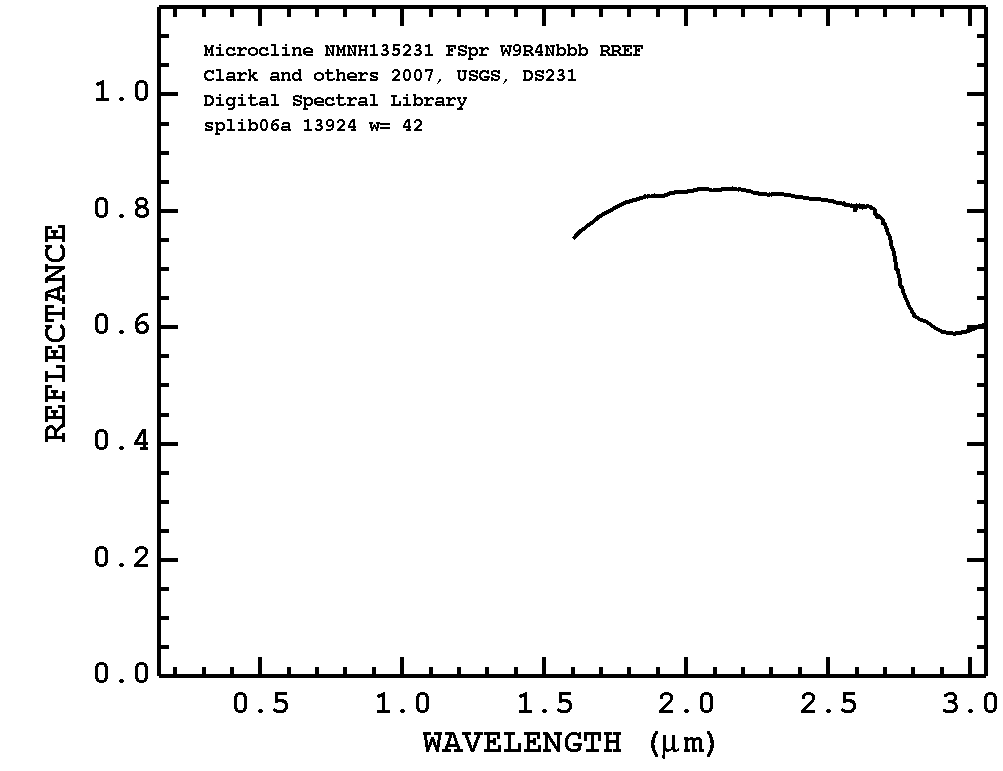 Microcline NMNH135231 FSpr W9R4Nbbb RREF
Clark and others 2007, USGS, DS231
Digital Spectral Library
splib06a 13924 w= 42
1.0
0.8
0.6
0.4
0.2
0.0
REFLECTANCE
0.5 1.0 1.5 2.0 2.5 3.0
WAVELENGTH (μm)